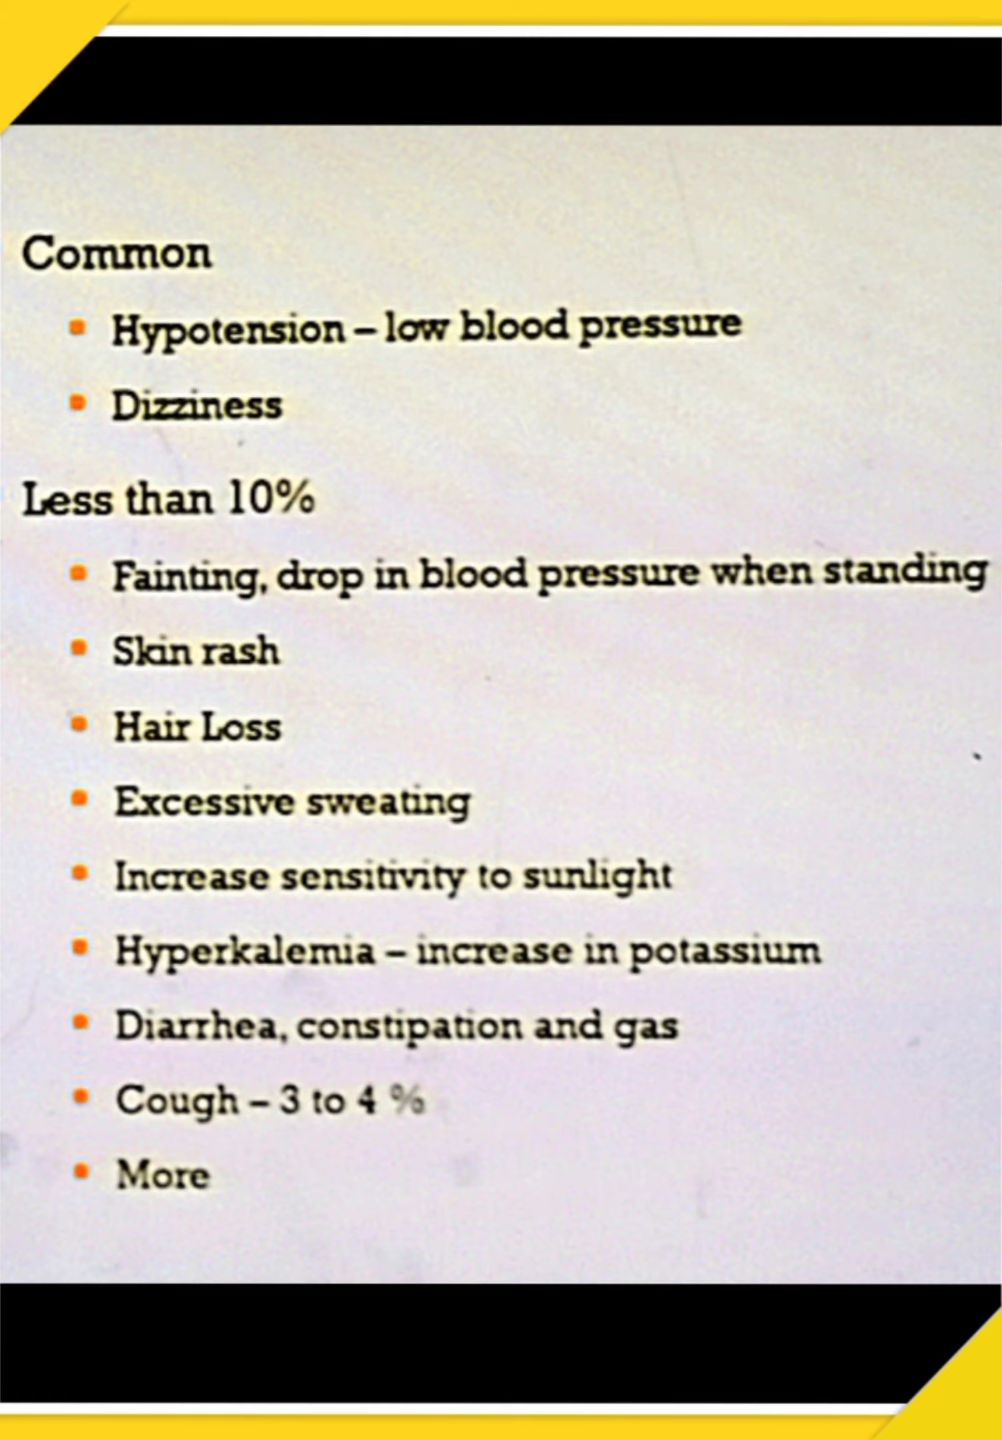 Common
Hypotension – low blood pressure
Dizziness
Less than 10%
Fainting, drop in blood pressure when standing
Skin rash
Hair Loss
Excessive sweating
Increase sensitivity to sunlight
Hyperkalemia – increase in potassium
Diarrhea, constipation and gas
Cough – 3 to 4 %
More